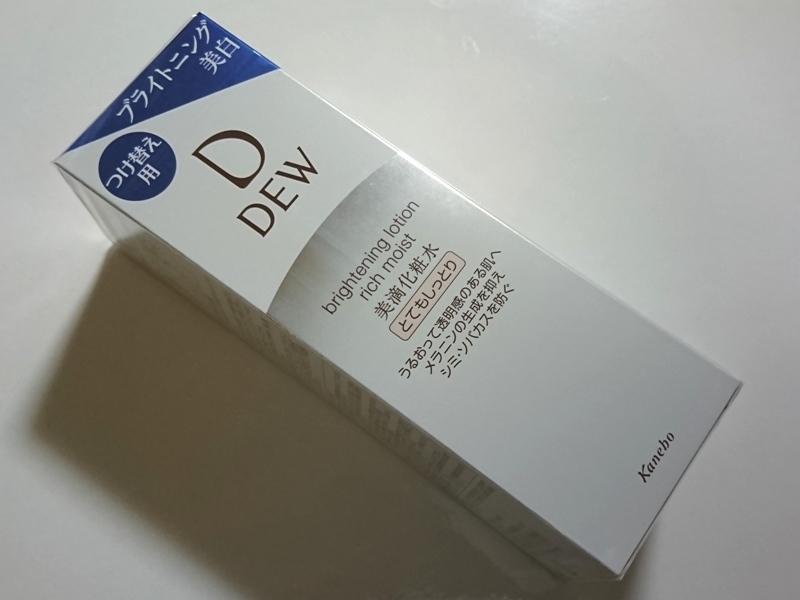 ブライトニング
美白
つけ替え
用
D
DEW
brightening lotion
rich moist
美滴化粧水
とてもしっとり
うるおって透明感のある肌へ
メラニンの生成を抑え
シミ・ソバカスを防ぐ
Kanebo